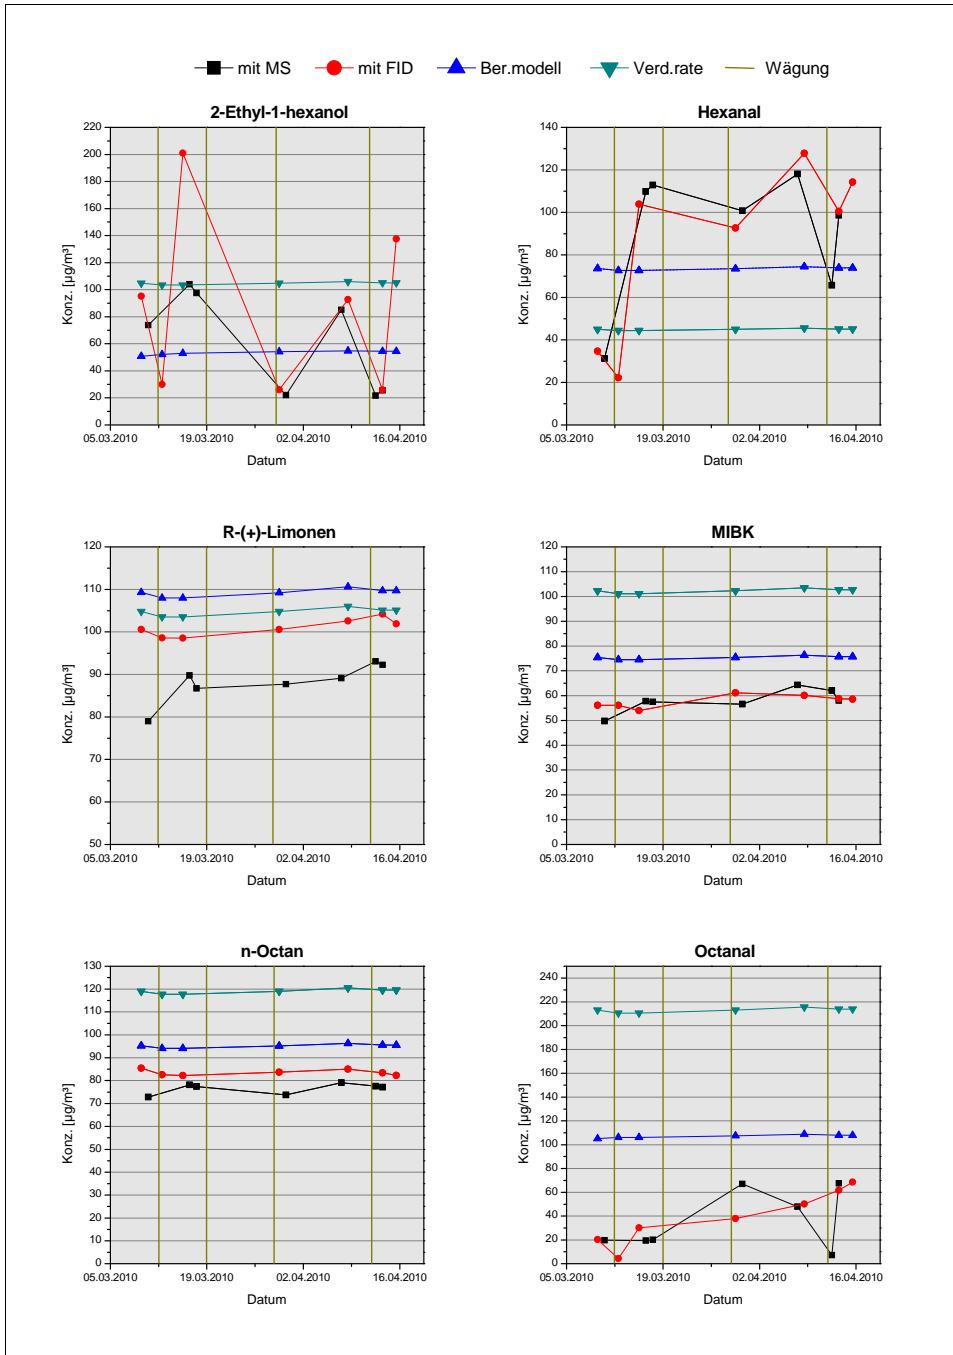 mit MS mit FID Ber.modell Verd.rate Wägung
2-Ethyl-1-hexanol
220
200
180
160
140
120
100
80
60
40
20
0
Konz. [µg/m³]
05.03.2010 19.03.2010 02.04.2010 16.04.2010
Datum
Hexanal
140
120
100
80
60
40
20
0
Konz. [µg/m³]
05.03.2010 19.03.2010 02.04.2010 16.04.2010
Datum
R-(+)-Limonen
120
110
100
90
80
70
60
50
Konz. [µg/m³]
05.03.2010 19.03.2010 02.04.2010 16.04.2010
Datum
MIBK
120
110
100
90
80
70
60
50
40
30
20
10
0
Konz. [µg/m³]
05.03.2010 19.03.2010 02.04.2010 16.04.2010
Datum
n-Octan
130
120
110
100
90
80
70
60
50
40
30
20
10
0
Konz. [µg/m³]
05.03.2010 19.03.2010 02.04.2010 16.04.2010
Datum
Octanal
240
220
200
180
160
140
120
100
80
60
40
20
0
Konz. [µg/m³]
05.03.2010 19.03.2010 02.04.2010 16.04.2010
Datum